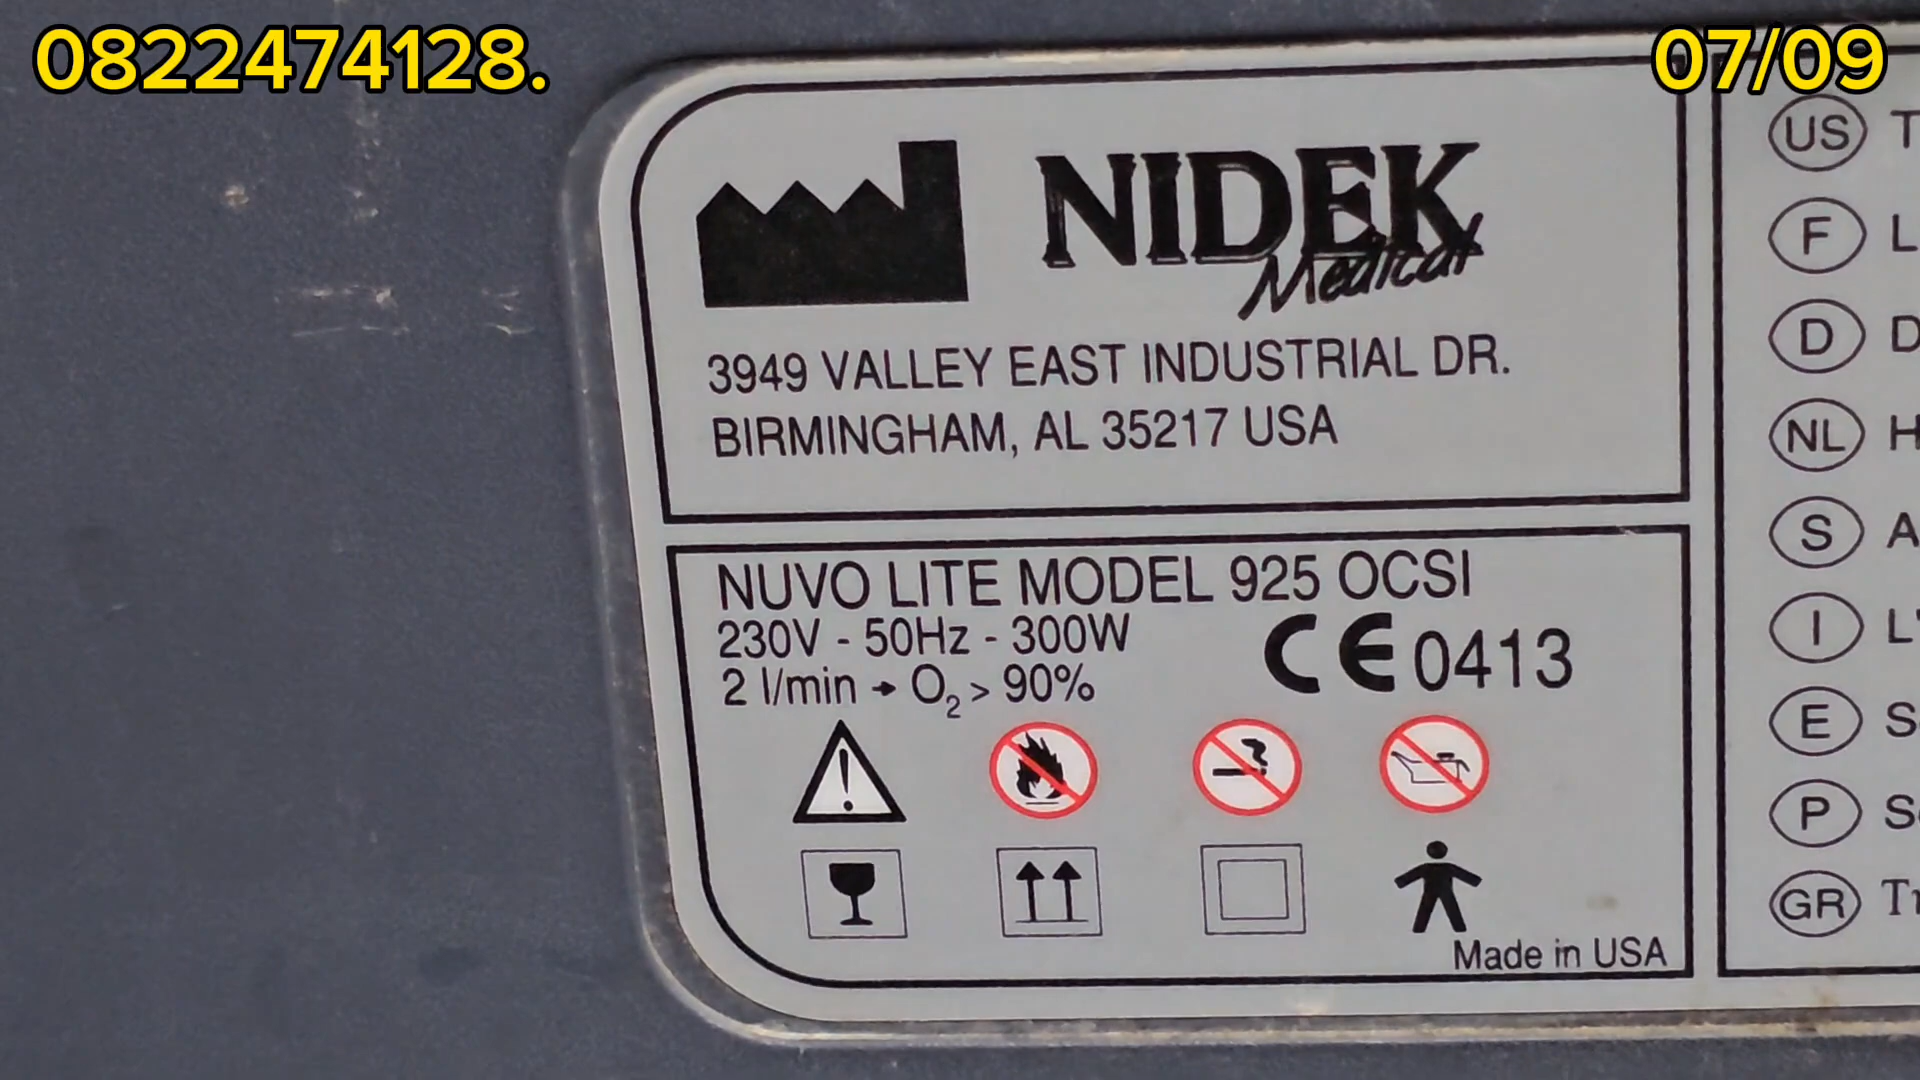 0822474128.
07/09
NIDEK
Medical
3949 VALLEY EAST INDUSTRIAL DR.
BIRMINGHAM, AL 35217 USA
NUVO LITE MODEL 925 OCSI
230V - 50Hz - 300W
2 l/min → O₂ > 90%
CE 0413
Made in USA
US T
F L
D D
NL H
S A
I L'
E S
P S
GR